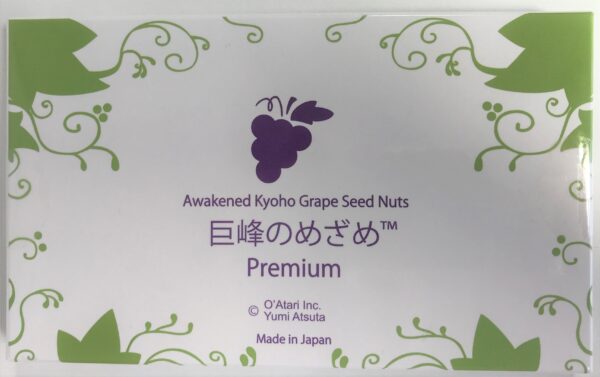 Awakened Kyoho Grape Seed Nuts
巨峰のめざめ™
Premium
© O'Atari Inc.
Yumi Atsuta
Made in Japan